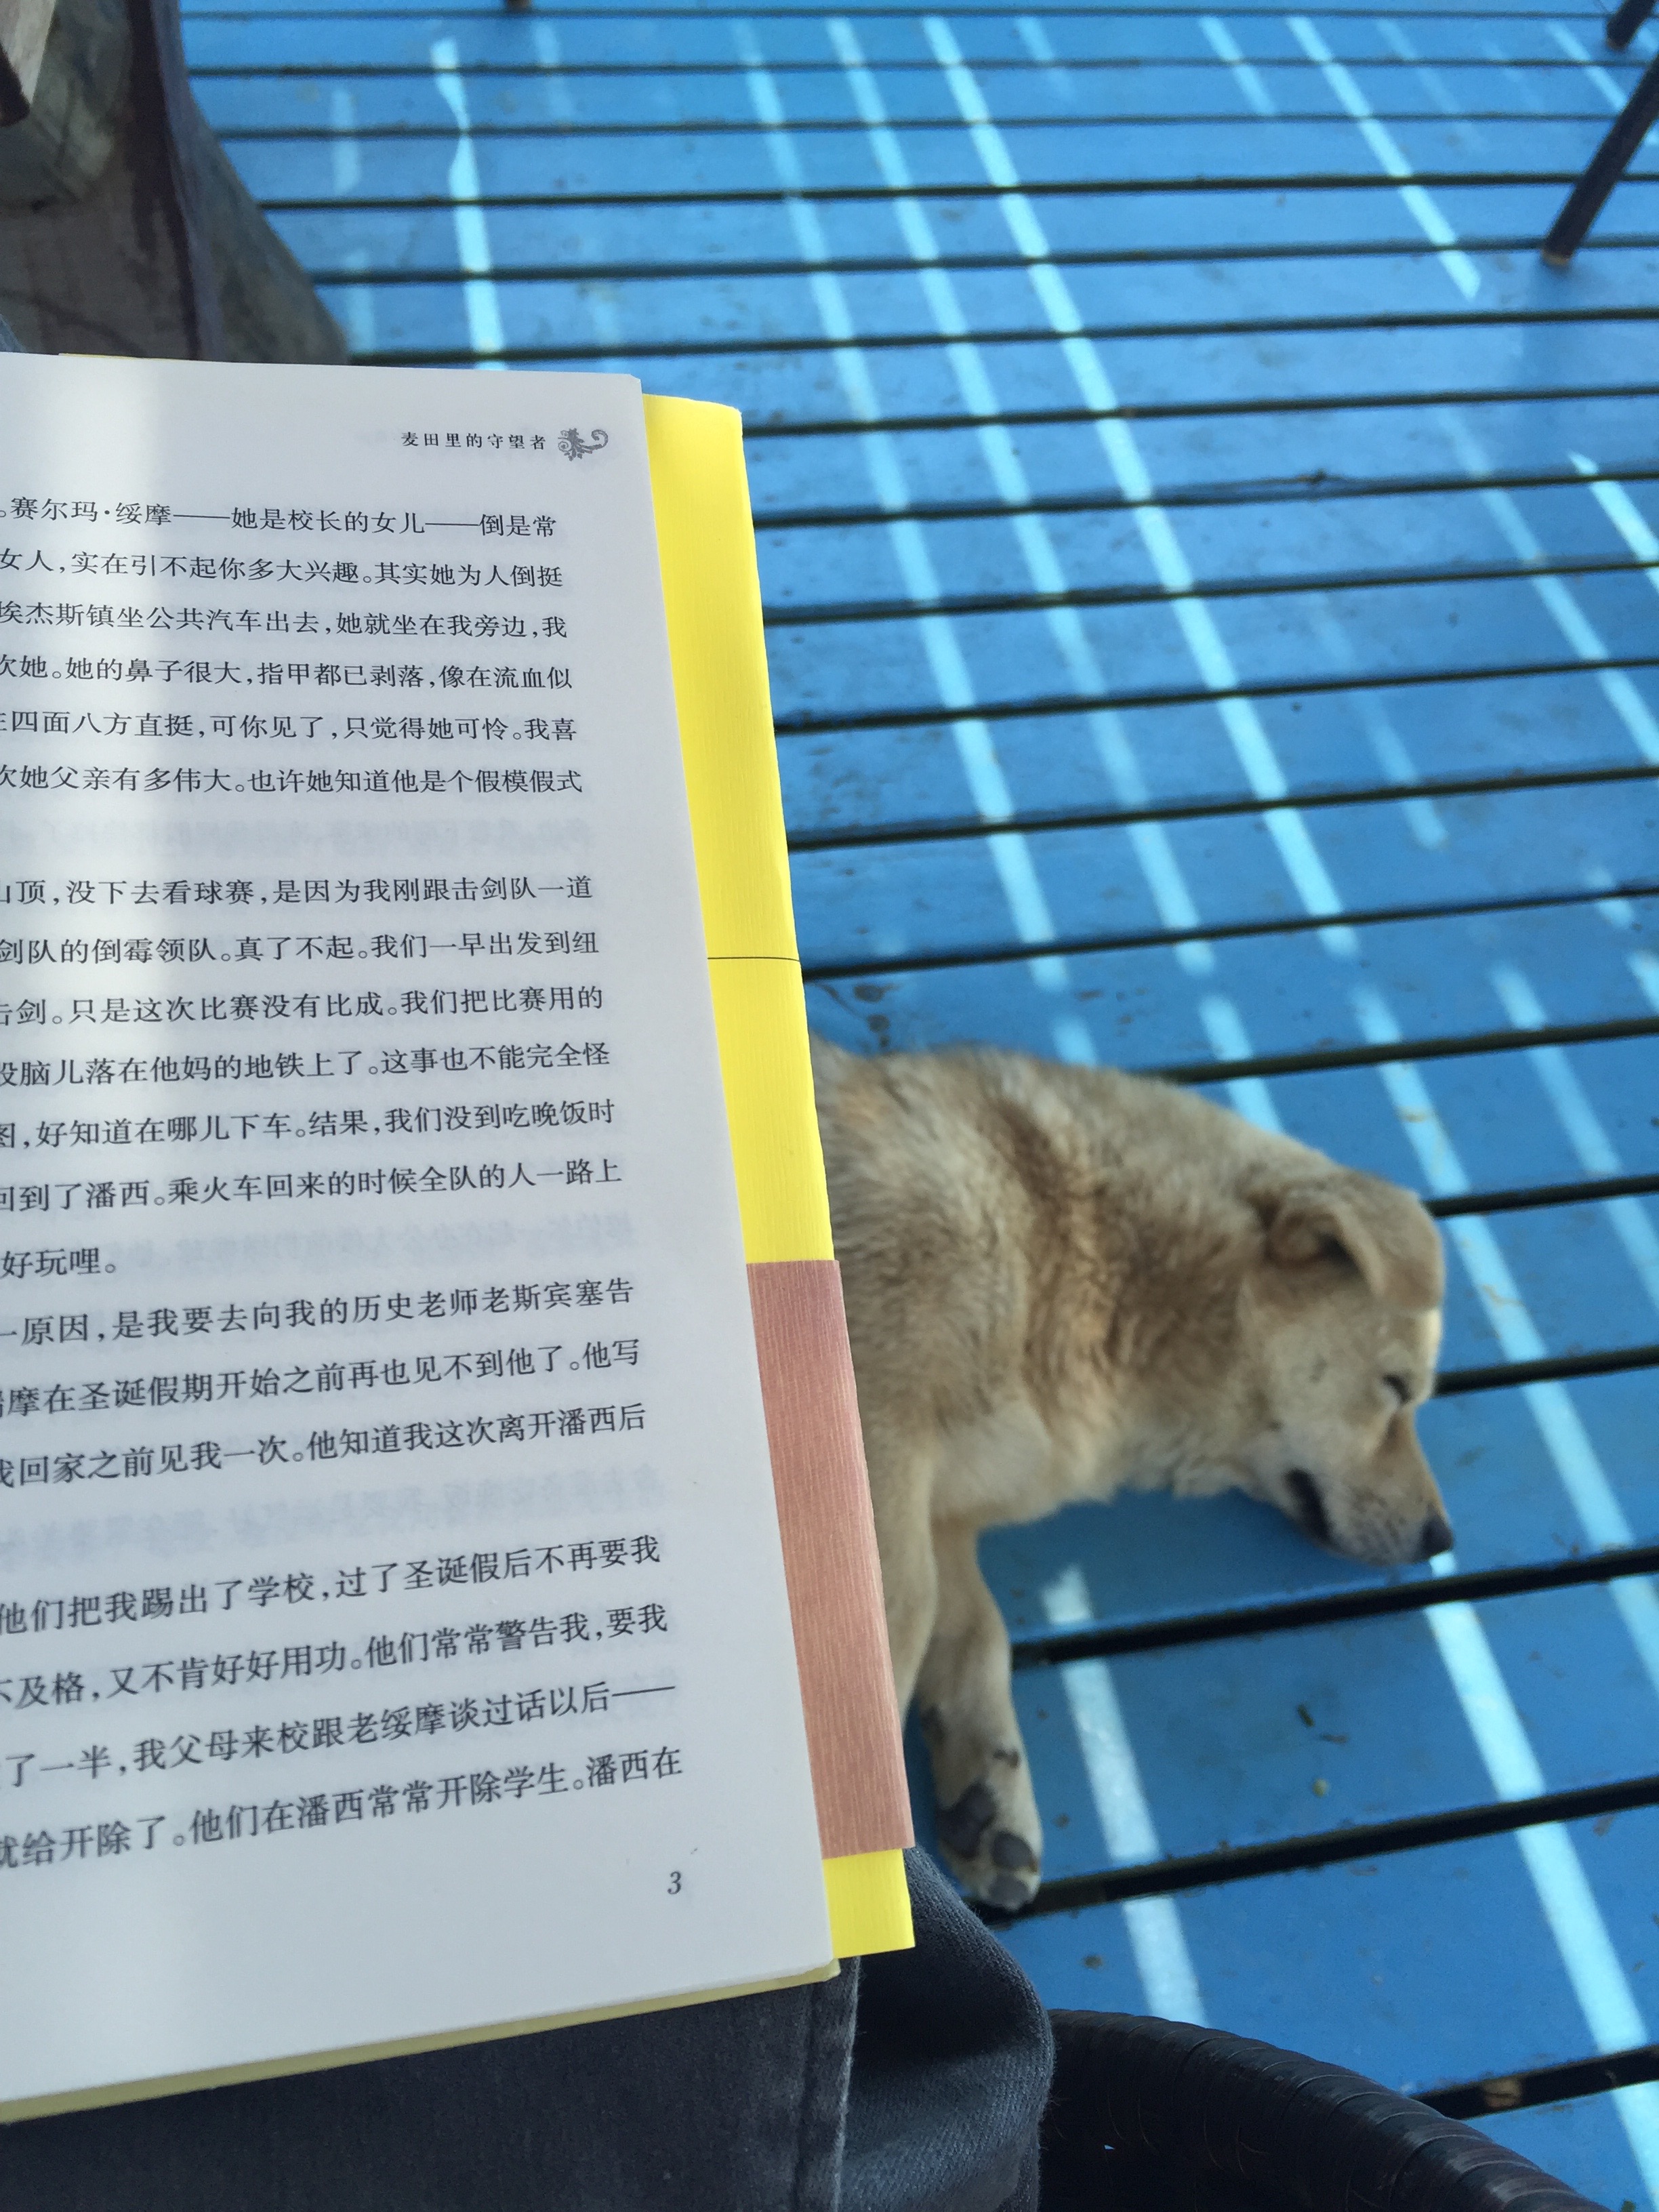 麦田里的守望者
。赛尔玛·绥摩——她是校长的女儿——倒是常
女人,实在引不起你多大兴趣。其实她为人倒挺
埃杰斯镇坐公共汽车出去,她就坐在我旁边,我
次她。她的鼻子很大,指甲都已剥落,像在流血似
四面八方直挺,可你见了,只觉得她可怜。我喜
次她父亲有多伟大。也许她知道他是个假模假式
山顶,没下去看球赛,是因为我刚跟击剑队一道
剑队的倒霉领队。真了不起。我们一早出发到纽
击剑。只是这次比赛没有比成。我们把比赛用的
没脑儿落在他妈的地铁上了。这事也不能完全怪
图,好知道在哪儿下车。结果,我们没到吃晚饭时
回到了潘西。乘火车回来的时候全队的人一路上
好玩哩。
一原因,是我要去向我的历史老师老斯宾塞告
摩在圣诞假期开始之前再也见不到他了。他写
我回家之前见我一次。他知道我这次离开潘西后
他们把我踢出了学校,过了圣诞假后不再要我
不及格,又不肯好好用功。他们常常警告我,要我
了一半,我父母来校跟老绥摩谈过话以后——
就给开除了。他们在潘西常常开除学生。潘西在
3